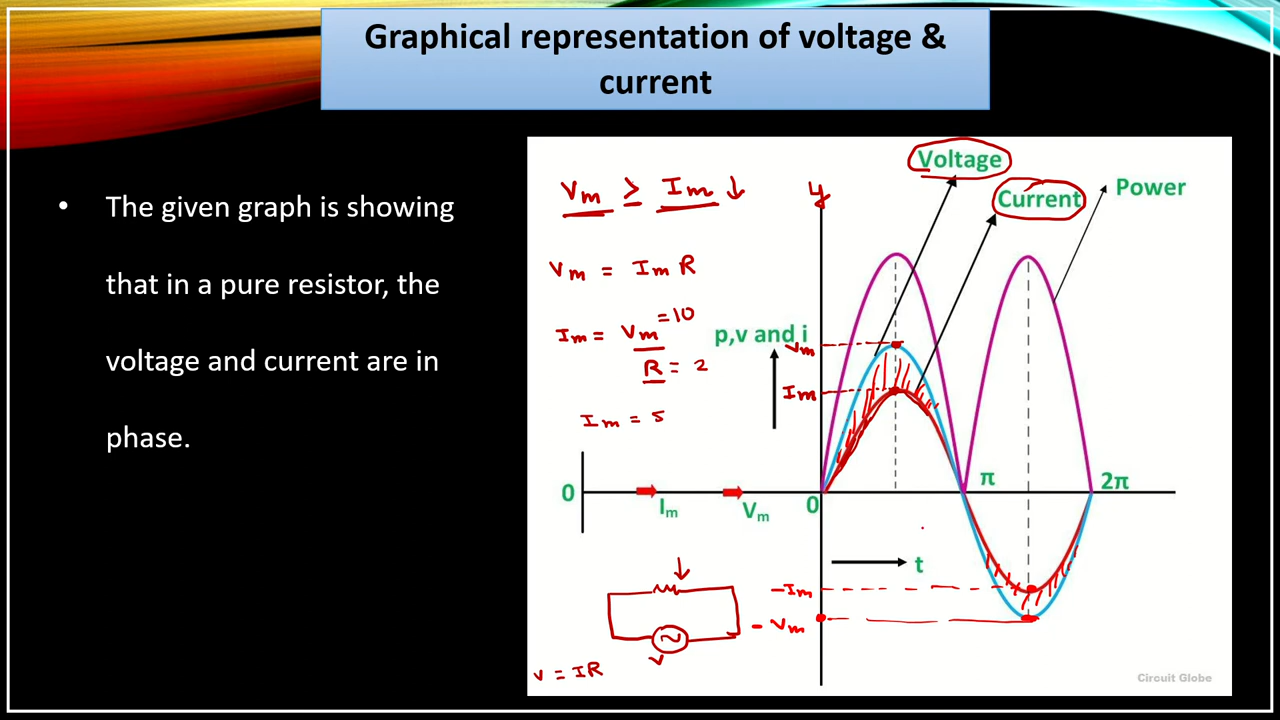 Graphical representation of voltage &
current
• The given graph is showing
that in a pure resistor, the
voltage and current are in
phase.
Vm ≥ Im ↓
Vm = Im R
Im = Vm = 10
R = 2
Im = 5
y
Voltage
Current
Power
p,v and i
Vm
Im
0
Im
Vm
0
π
2π
t
-Im
-Vm
V
V = IR
Circuit Globe